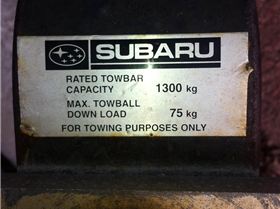 SUBARU
RATED TOWBAR
CAPACITY 1300 kg
MAX. TOWBALL
DOWN LOAD 75 kg
FOR TOWING PURPOSES ONLY